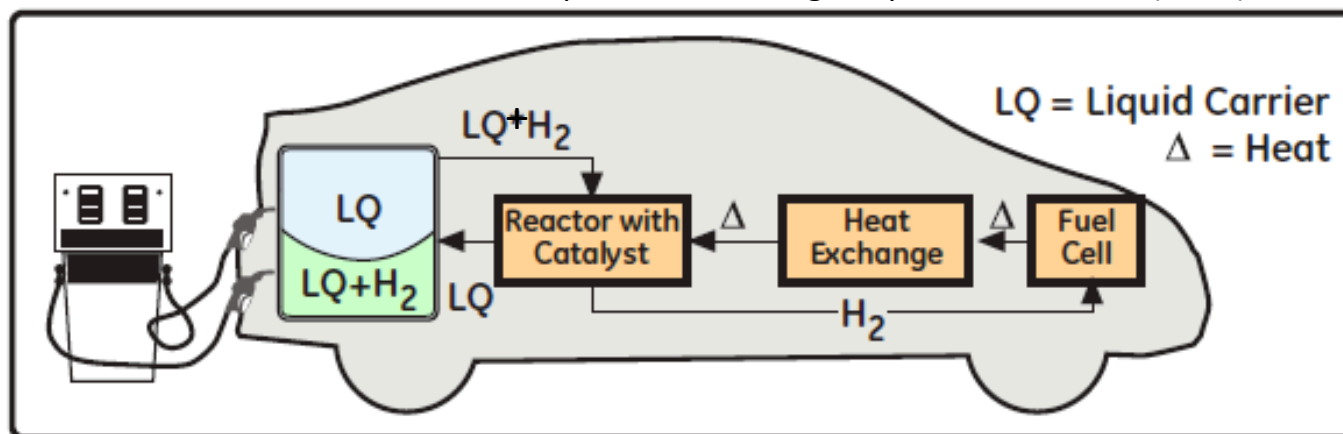 LQ = Liquid Carrier
Δ = Heat
LQ+H₂
LQ
LQ+H₂
LQ
Reactor with
Catalyst
Δ
Heat
Exchange
Δ
Fuel
Cell
H₂